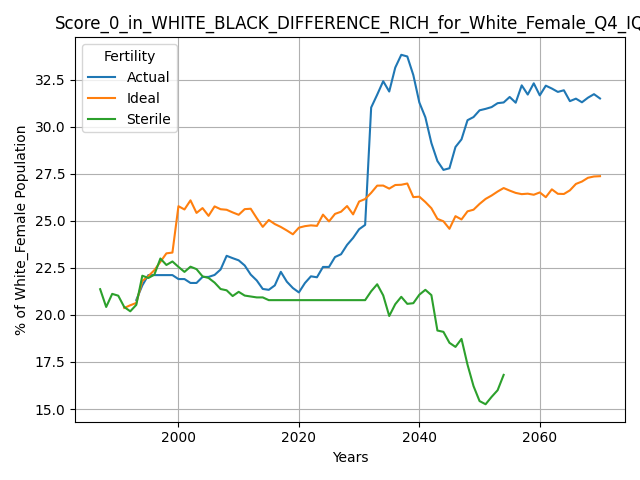 Score_0_in_WHITE_BLACK_DIFFERENCE_RICH_for_White_Female_Q4_IQ
Fertility
Actual
Ideal
Sterile
% of White_Female Population
32.5
30.0
27.5
25.0
22.5
20.0
17.5
15.0
2000
2020
2040
2060
Years